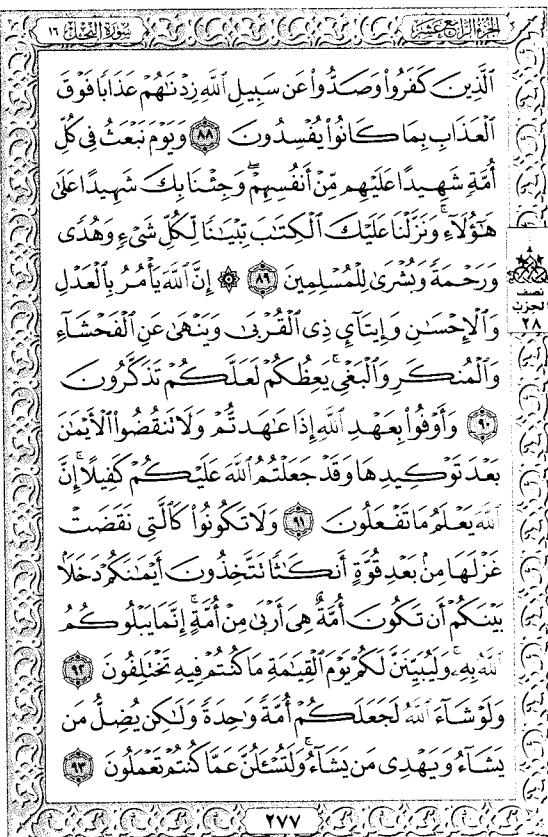 الجزء الرابع عشر
سورة النحل ١٦
ٱلَّذِينَ كَفَرُواْ وَصَدُّواْ عَن سَبِيلِ ٱللَّهِ زِدۡنَٰهُمۡ عَذَابٗا فَوۡقَ
ٱلۡعَذَابِ بِمَا كَانُواْ يُفۡسِدُونَ ٨٨ وَيَوۡمَ نَبۡعَثُ فِي كُلِّ
أُمَّةٖ شَهِيدًا عَلَيۡهِم مِّنۡ أَنفُسِهِمۡۖ وَجِئۡنَا بِكَ شَهِيدًا عَلَىٰ
هَٰٓؤُلَآءِۚ وَنَزَّلۡنَا عَلَيۡكَ ٱلۡكِتَٰبَ تِبۡيَٰنٗا لِّكُلِّ شَيۡءٖ وَهُدٗى
وَرَحۡمَةٗ وَبُشۡرَىٰ لِلۡمُسۡلِمِينَ ٨٩ ۞ إِنَّ ٱللَّهَ يَأۡمُرُ بِٱلۡعَدۡلِ
وَٱلۡإِحۡسَٰنِ وَإِيتَآيِٕ ذِي ٱلۡقُرۡبَىٰ وَيَنۡهَىٰ عَنِ ٱلۡفَحۡشَآءِ
وَٱلۡمُنكَرِ وَٱلۡبَغۡيِۚ يَعِظُكُمۡ لَعَلَّكُمۡ تَذَكَّرُونَ
٩٠ وَأَوۡفُواْ بِعَهۡدِ ٱللَّهِ إِذَا عَٰهَدتُّمۡ وَلَا تَنقُضُواْ ٱلۡأَيۡمَٰنَ
بَعۡدَ تَوۡكِيدِهَا وَقَدۡ جَعَلۡتُمُ ٱللَّهَ عَلَيۡكُمۡ كَفِيلًاۚ إِنَّ
ٱللَّهَ يَعۡلَمُ مَا تَفۡعَلُونَ ٩١ وَلَا تَكُونُواْ كَٱلَّتِي نَقَضَتۡ
غَزۡلَهَا مِنۢ بَعۡدِ قُوَّةٍ أَنكَٰثٗا تَتَّخِذُونَ أَيۡمَٰنَكُمۡ دَخَلَۢا
بَيۡنَكُمۡ أَن تَكُونَ أُمَّةٌ هِيَ أَرۡبَىٰ مِنۡ أُمَّةٍۚ إِنَّمَا يَبۡلُوكُمُ
ٱللَّهُ بِهِۦۚ وَلَيُبَيِّنَنَّ لَكُمۡ يَوۡمَ ٱلۡقِيَٰمَةِ مَا كُنتُمۡ فِيهِ تَخۡتَلِفُونَ ٩٢
وَلَوۡ شَآءَ ٱللَّهُ لَجَعَلَكُمۡ أُمَّةٗ وَٰحِدَةٗ وَلَٰكِن يُضِلُّ مَن
يَشَآءُ وَيَهۡدِي مَن يَشَآءُۚ وَلَتُسۡـَٔلُنَّ عَمَّا كُنتُمۡ تَعۡمَلُونَ ٩٣
نصف
الحزب
٢٨
٢٧٧